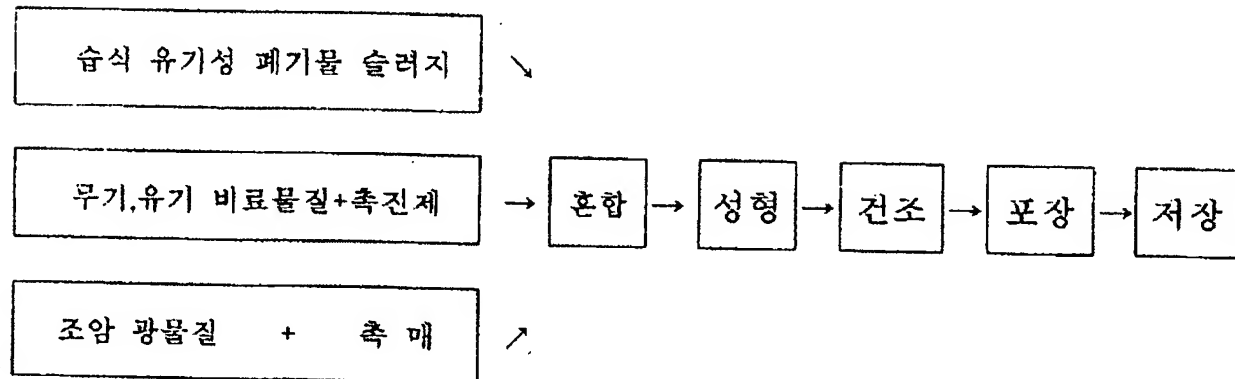 습식 유기성 폐기물 슬러지 ↘
무기,유기 비료물질+촉진제 → 혼합 → 성형 → 건조 → 포장 → 저장
조암 광물질 + 촉 매 ↗